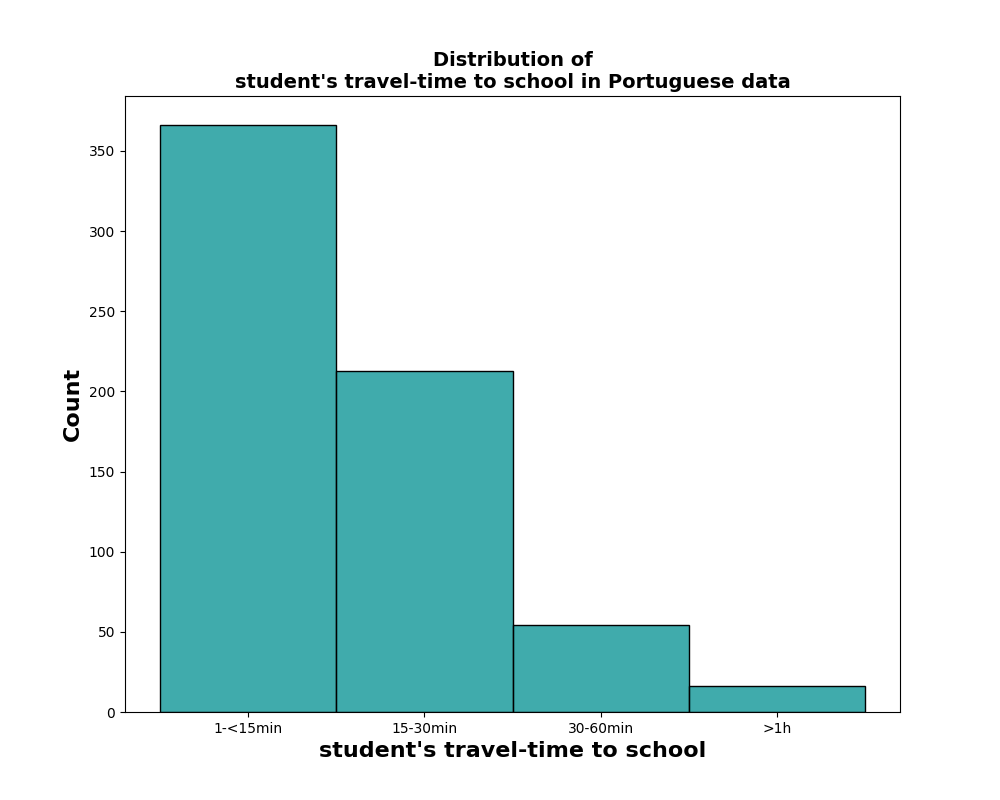 Distribution of
student's travel-time to school in Portuguese data
Count
350
300
250
200
150
100
50
0
1-<15min 15-30min 30-60min >1h
student's travel-time to school